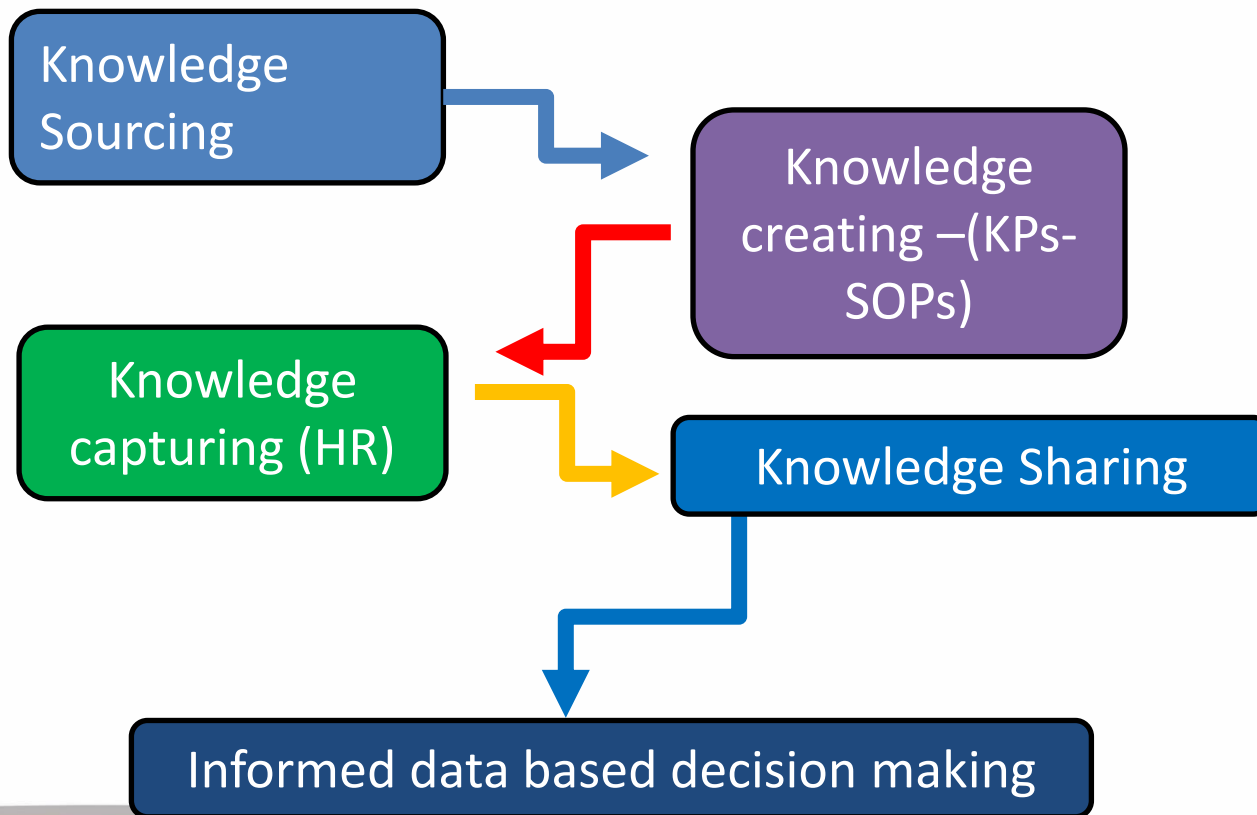 Knowledge
Sourcing
Knowledge
creating –(KPs-
SOPs)
Knowledge
capturing (HR)
Knowledge Sharing
Informed data based decision making